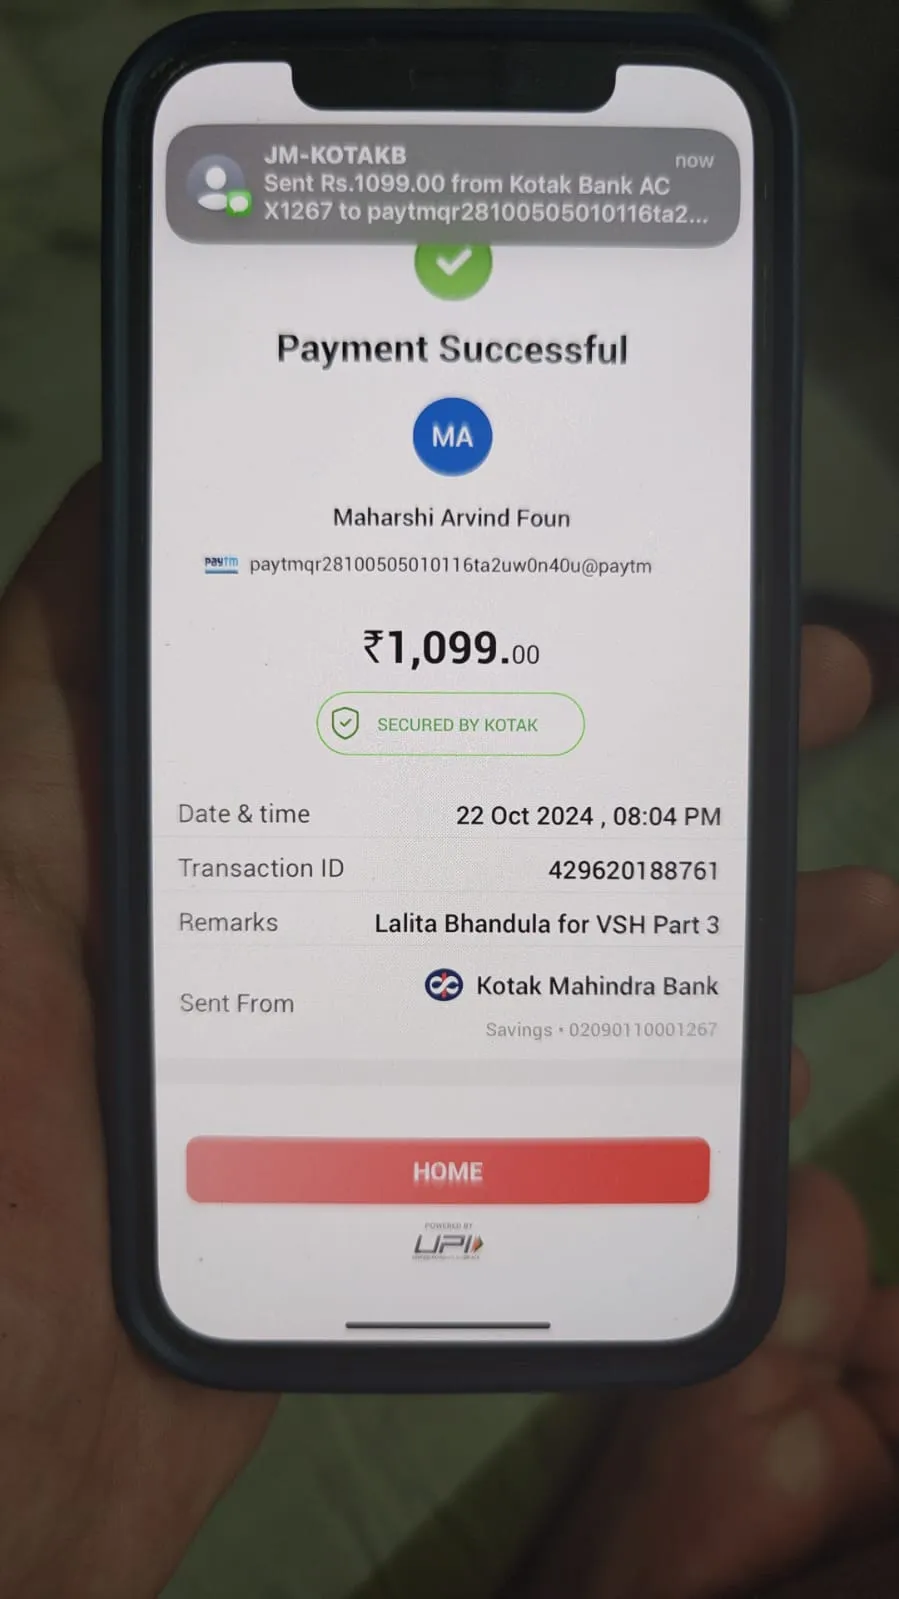 JM-KOTAKB
now
Sent Rs.1099.00 from Kotak Bank AC
X1267 to paytmqr28100505010116ta2...
Payment Successful
MA
Maharshi Arvind Foun
paytm paytmqr28100505010116ta2uw0n40u@paytm
₹1,099.00
SECURED BY KOTAK
Date & time 22 Oct 2024 , 08:04 PM
Transaction ID 429620188761
Remarks Lalita Bhandula for VSH Part 3
Kotak Mahindra Bank
Sent From
Savings • 02090110001267
HOME
POWERED BY
UPI